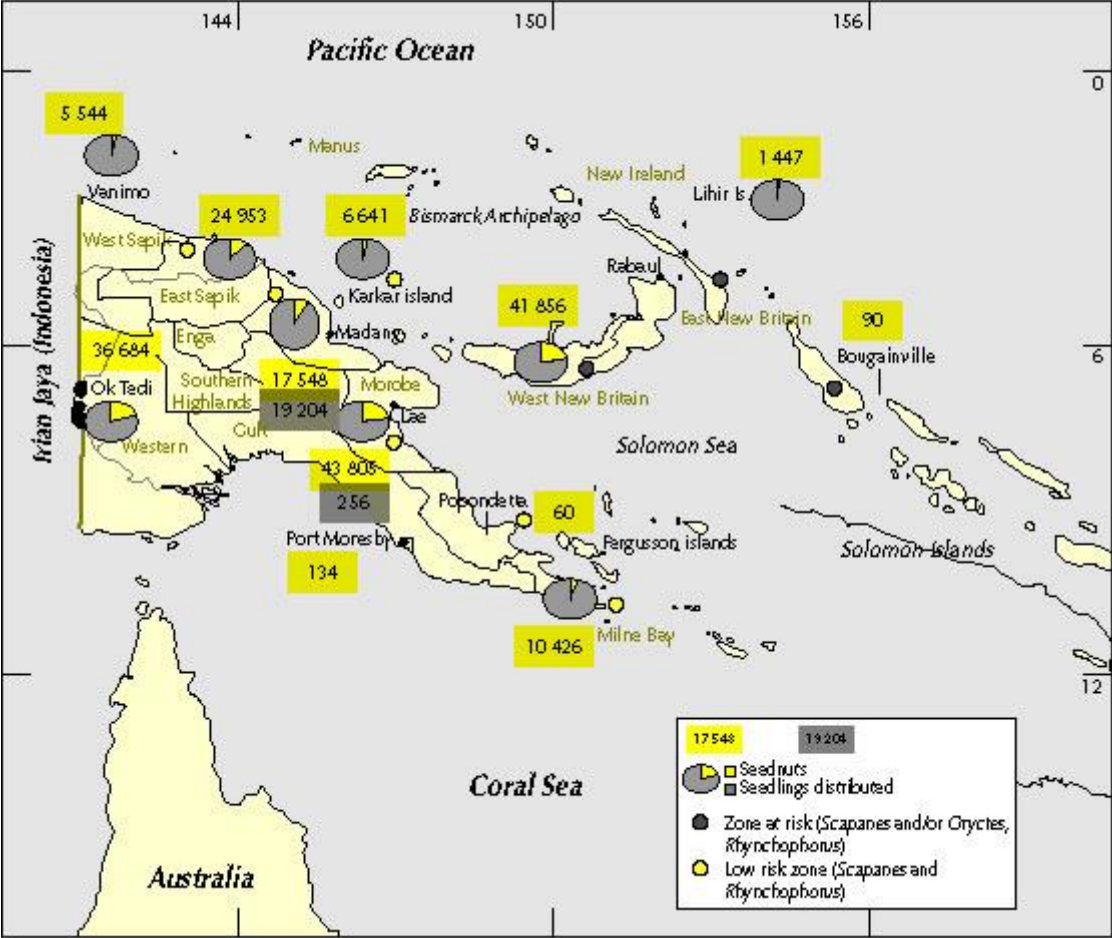 144
150
156
Pacific Ocean
0
5 544
Manus
1 447
New Ireland
Vanimo
Lihir Is
24 953
6 641
Bismarck Archipelago
West Sepik
Rabaul
East Sepik
Karkar island
41 856
East New Britain
90
Enga
Madang
Irian Jaya (Indonesia)
36 684
Bougainville
6
Ok Tedi
Southern
Highlands
17 548
Morobe
West New Britain
19 204
Lae
Gulf
Western
Solomon Sea
43 805
256
Popondetta
60
Port Moresby
Fergusson islands
Solomon Islands
134
Milne Bay
10 426
12
17 548
19 204
Seednuts
Seedlings distributed
Coral Sea
Zone at risk (Scapanes and/or Oryctes,
Rhynchophorus)
Low risk zone (Scapanes and
Rhynchophorus)
Australia